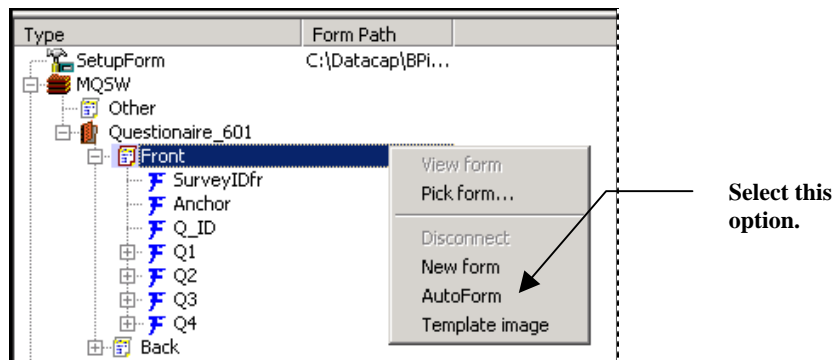 Type Form Path
SetupForm C:\Datacap\BPi...
MQSW
Other
Questionaire_601
Front
SurveyIDfr
Anchor
Q_ID
Q1
Q2
Q3
Q4
Back
View form
Pick form...
Disconnect
New form
AutoForm
Template image
Select this
option.